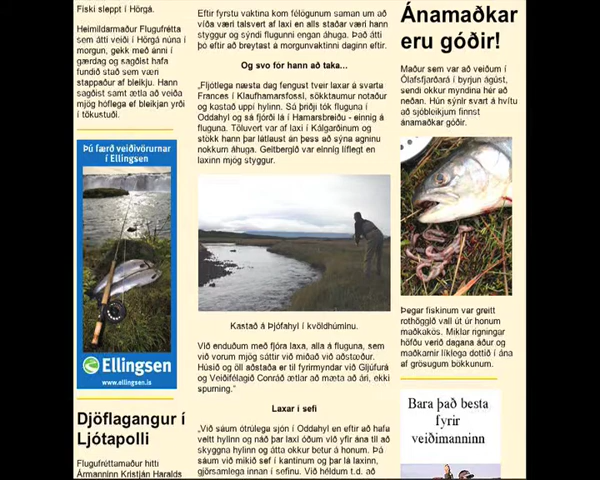 Fiski sleppt í Hörgá.
Heimildarmaður Flugufrétta
sem átti veiði í Hörgá núna í
morgun, gekk með ánni í
gærdag og sagðist hafa
fundið stað sem væri
stappaður af bleikju. Hann
sagðist samt ætla að veiða
mjög hóflega ef bleikjan yrði
í tökustuði.
Þú færð veiðivörurnar
í Ellingsen
Ellingsen
www.ellingsen.is
Djöflagangur í
Ljótapolli
Flugufréttamaður hitti
Ármanninn Kristján Haralds
Eftir fyrstu vaktina kom félögunum saman um að
víða væri talsvert af laxi en alls staðar væri hann
styggur og sýndi flugunni engan áhuga. Það átti
þó eftir að breytast á morgunvaktinni daginn eftir.
Og svo fór hann að taka...
„Fljótlega næsta dag fengust tveir laxar á svarta
Frances í Klaufhamarsfossi, sökktaumur notaður
og kastað uppí hylinn. Sá þriðji tók fluguna í
Oddahyl og sá fjórði lá í Hamarsbreiðu - einnig á
fluguna. Töluvert var af laxi í Kálgarðinum og
stökk hann þar látlaust án þess að sýna agninu
nokkurn áhuga. Geitbergið var einnig líflegt en
laxinn mjög styggur.
Kastað á Þjófahyl í kvöldhúminu.
Við enduðum með fjóra laxa, alla á fluguna, sem
við vorum mjög sáttir við miðað við aðstæður.
Húsið og öll aðstaða er til fyrirmyndar við Gljúfurá
og Veiðifélagið Conráð ætlar að mæta að ári, ekki
spurning.“
Laxar í sefi
„Við sáum ótrúlega sjón í Oddahyl en eftir að hafa
veitt hylinn og náð þar laxi óðum við yfir ána til að
skyggna hylinn og átta okkur betur á honum. Þá
sáum við mikið sef í kantinum og þar lá laxinn,
gjörsamlega innan í sefinu. Við héldum t.d. að
Ánamaðkar
eru góðir!
Maður sem var að veiðum í
Ólafsfjarðará í byrjun ágúst,
sendi okkur myndina hér að
neðan. Hún sýnir svart á hvítu
að sjóbleikjum finnst
ánamaðkar góðir.
Þegar fiskinum var greitt
rothöggið vall út úr honum
maðkakös. Miklar rigningar
höfðu verið dagana áður og
maðkarnir líklega dottið í ána
af grösugum bökkunum.
Bara það besta
fyrir
veiðimanninn